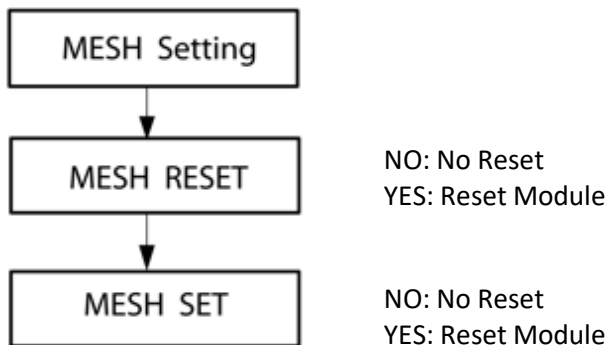 MESH Setting
MESH RESET
NO: No Reset
YES: Reset Module
MESH SET
NO: No Reset
YES: Reset Module